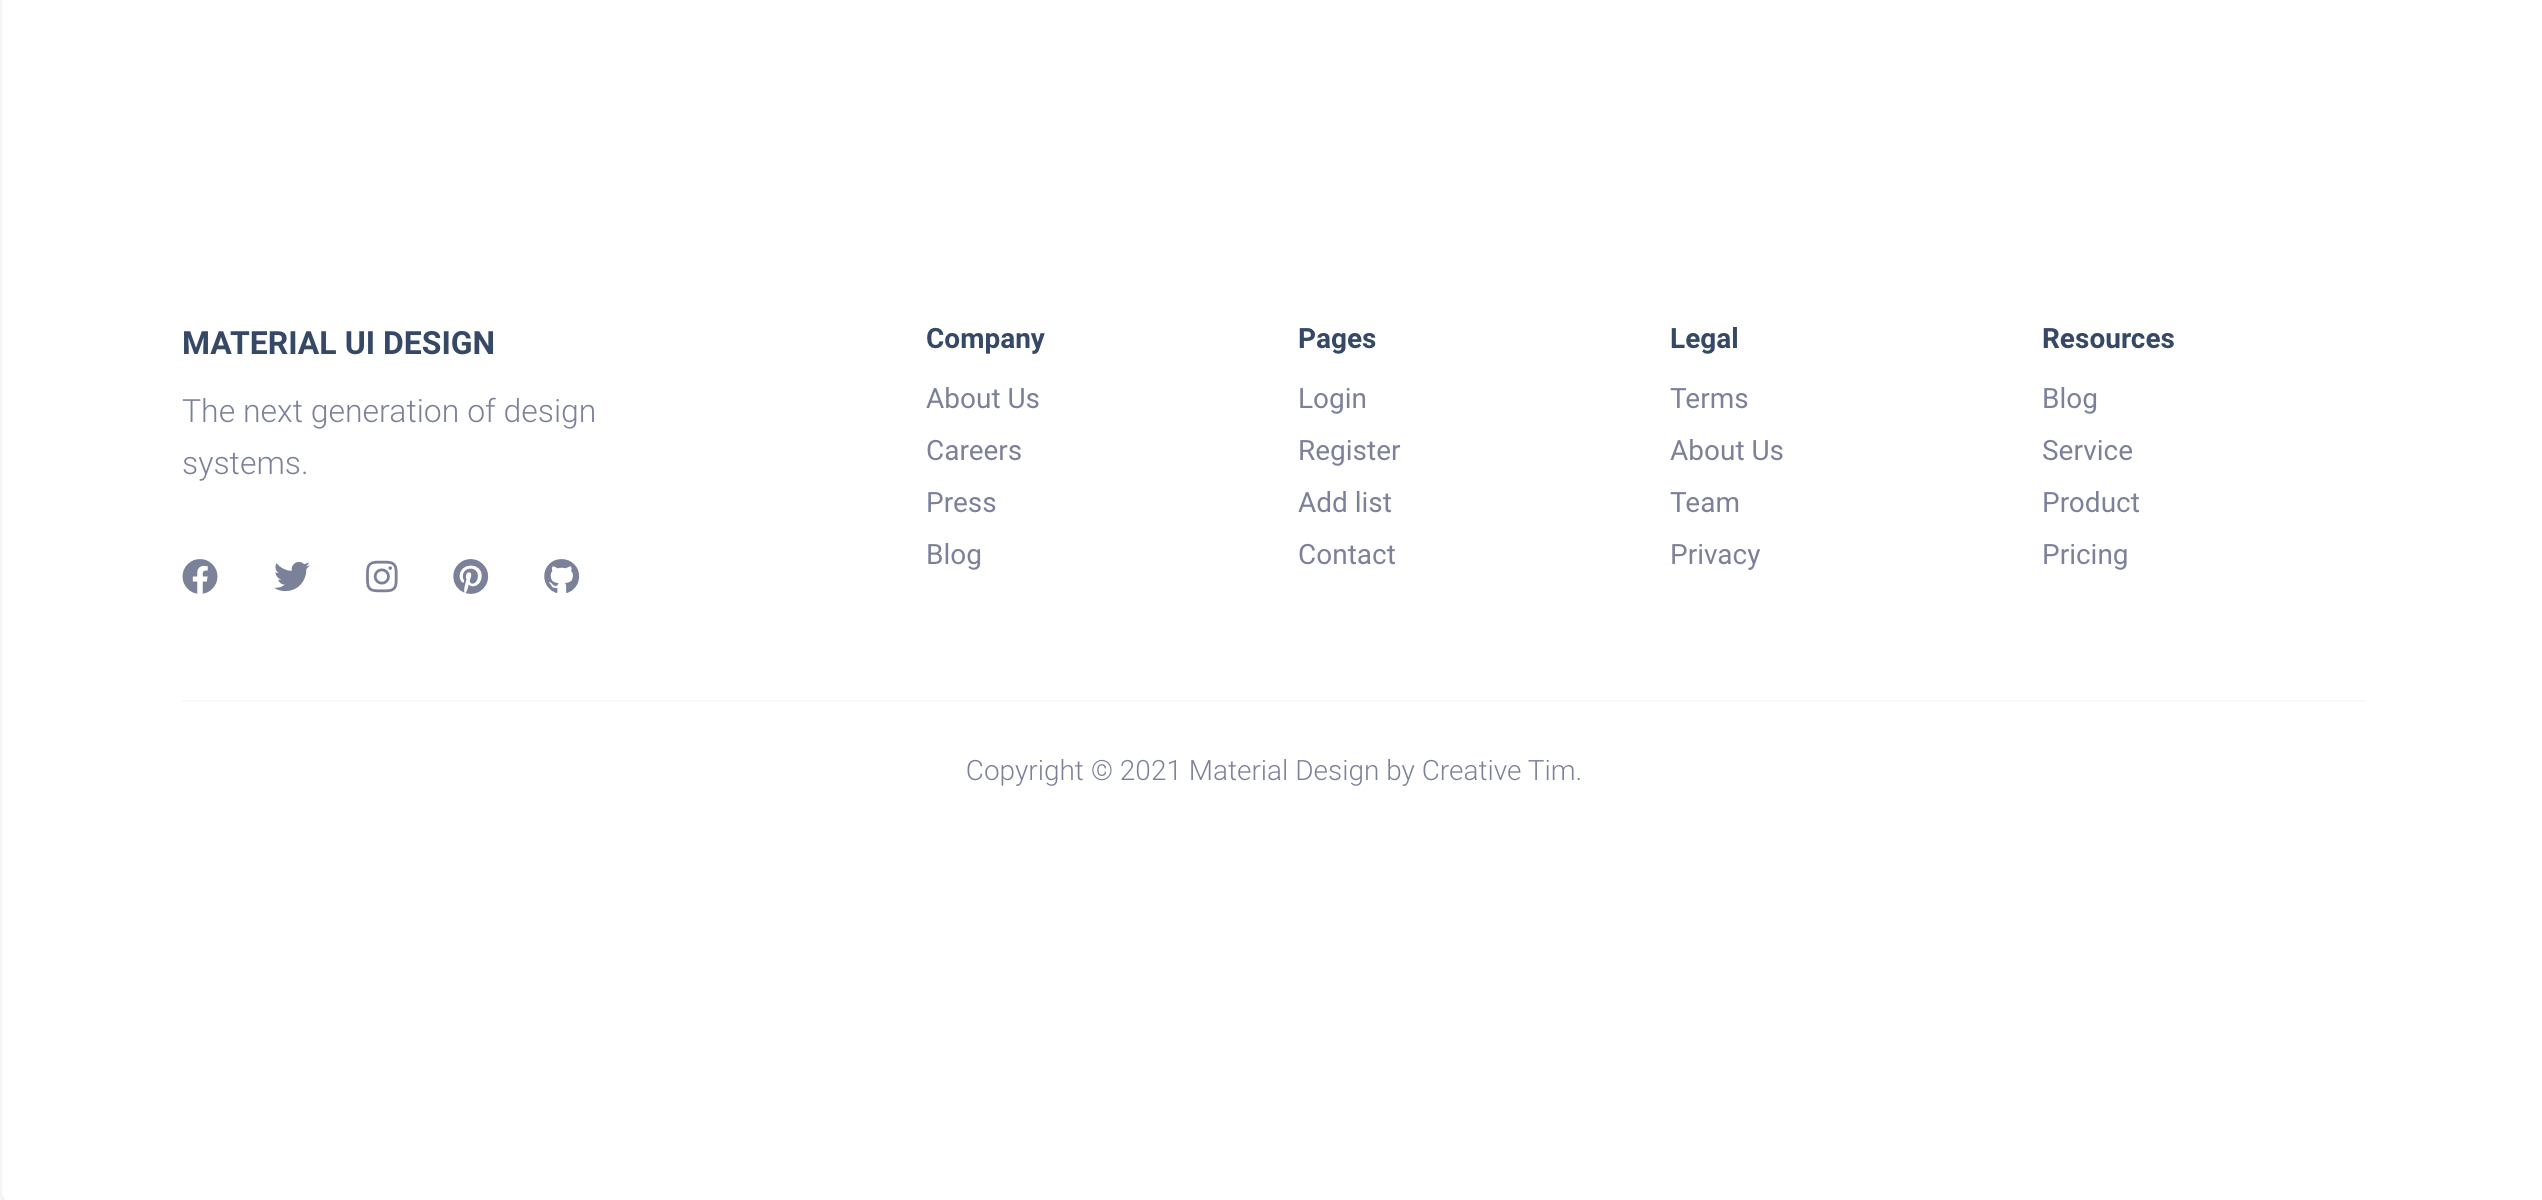 MATERIAL UI DESIGN
The next generation of design
systems.
Company
About Us
Careers
Press
Blog
Pages
Login
Register
Add list
Contact
Legal
Terms
About Us
Team
Privacy
Resources
Blog
Service
Product
Pricing
Copyright © 2021 Material Design by Creative Tim.